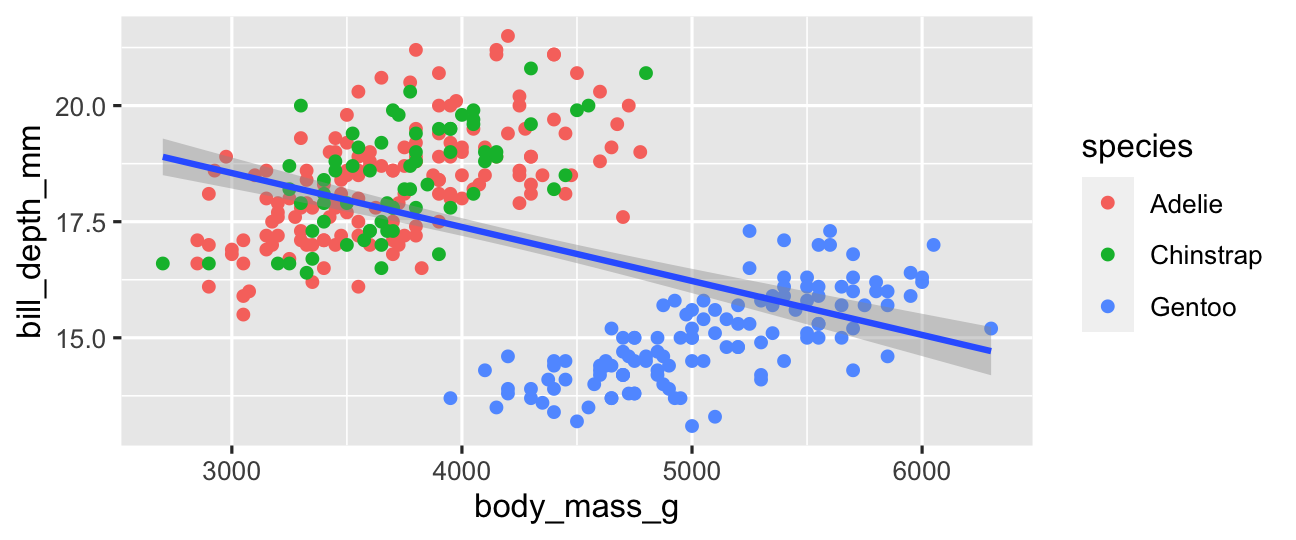 bill_depth_mm
20.0
17.5
15.0
3000 4000 5000 6000
body_mass_g
species
Adelie
Chinstrap
Gentoo